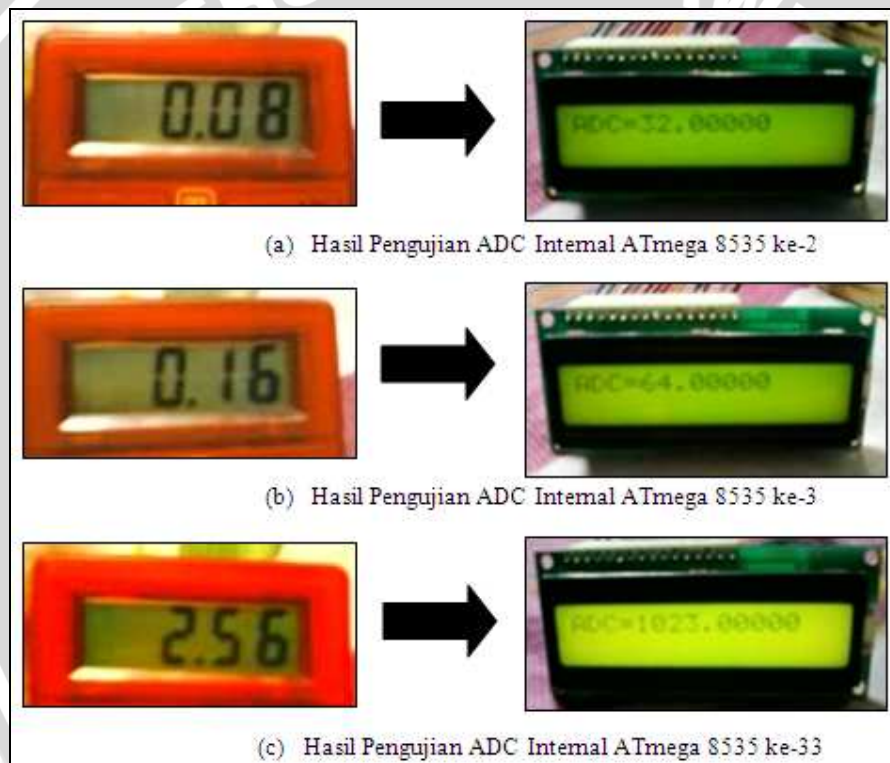 0.08
ADC=32.00000
(a) Hasil Pengujian ADC Internal ATmega 8535 ke-2
0.16
ADC=64.00000
(b) Hasil Pengujian ADC Internal ATmega 8535 ke-3
2.56
ADC=1023.00000
(c) Hasil Pengujian ADC Internal ATmega 8535 ke-33